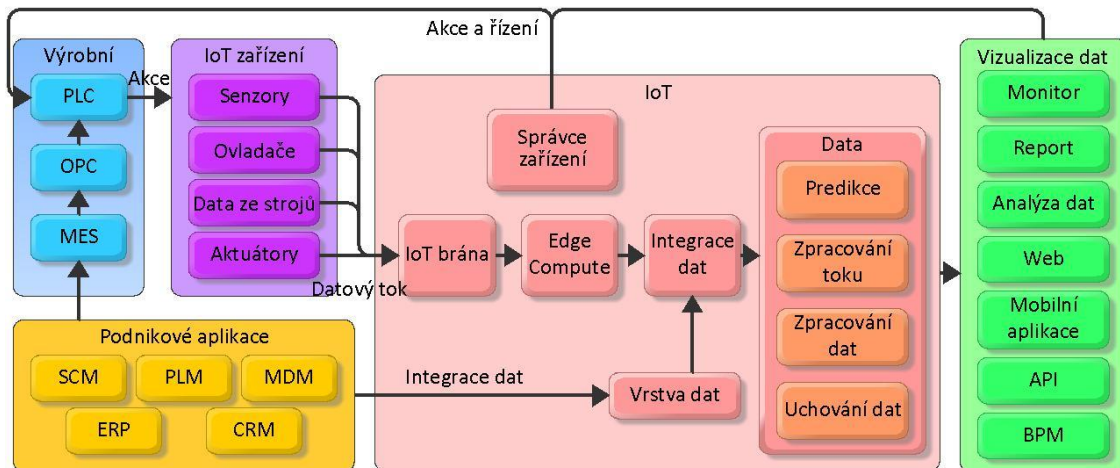 Akce a řízení
Výrobní
PLC
OPC
MES
Akce
IoT zařízení
Senzory
Ovladače
Data ze strojů
Aktuátory
Datový tok
Podnikové aplikace
SCM
PLM
MDM
ERP
CRM
Integrace dat
IoT
Správce
zařízení
IoT brána
Edge
Compute
Integrace
dat
Vrstva dat
Data
Predikce
Zpracování
toku
Zpracování
dat
Uchování dat
Vizualizace dat
Monitor
Report
Analýza dat
Web
Mobilní
aplikace
API
BPM